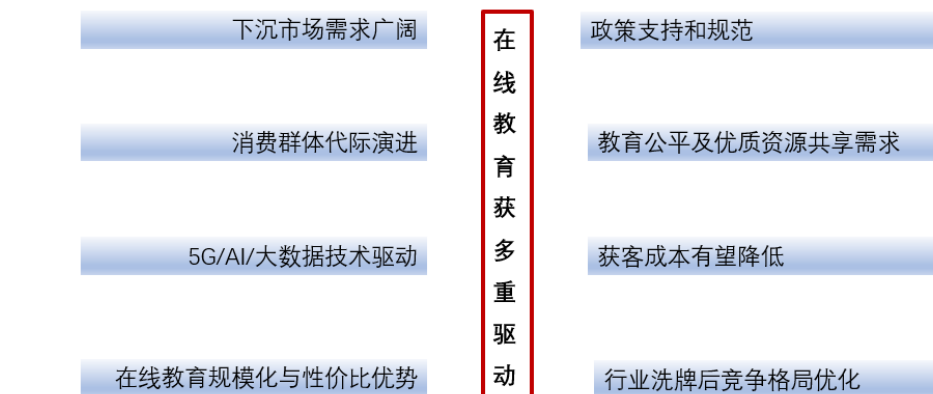 下沉市场需求广阔
消费群体代际演进
5G/AI/大数据技术驱动
在线教育规模化与性价比优势
在线教育获多重驱动
政策支持和规范
教育公平及优质资源共享需求
获客成本有望降低
行业洗牌后竞争格局优化